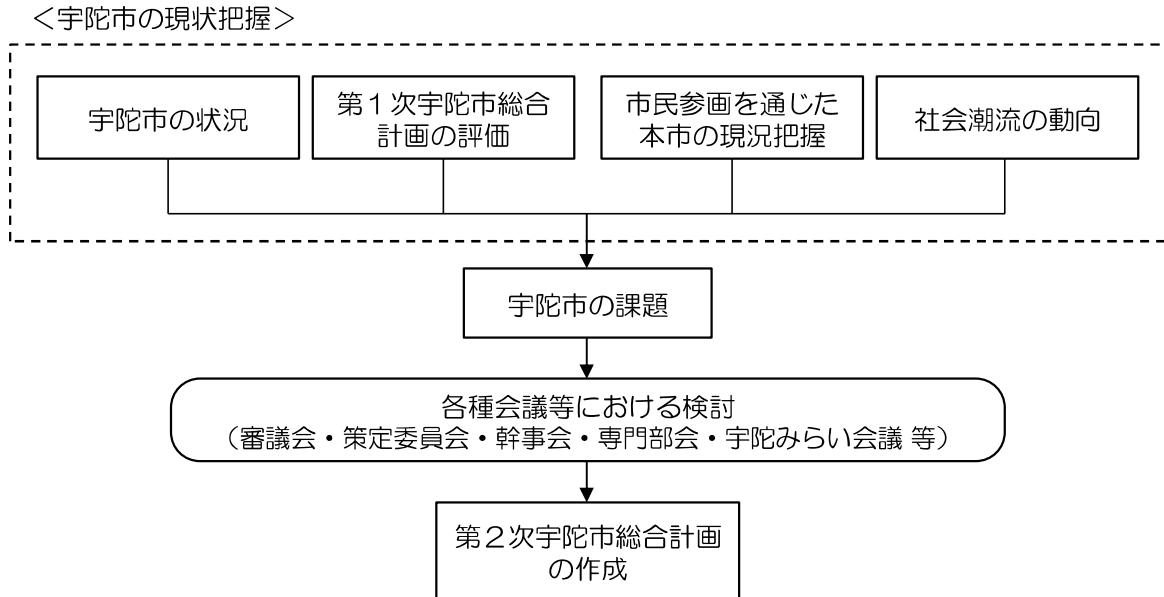 ＜宇陀市の現状把握＞
宇陀市の状況
第１次宇陀市総合
計画の評価
市民参画を通じた
本市の現況把握
社会潮流の動向
宇陀市の課題
各種会議等における検討
（審議会・策定委員会・幹事会・専門部会・宇陀みらい会議 等）
第２次宇陀市総合計画
の作成